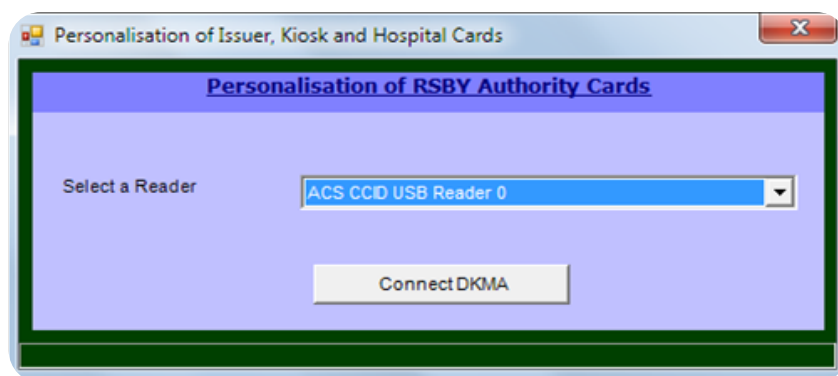 Personalisation of Issuer, Kiosk and Hospital Cards
Personalisation of RSBY Authority Cards
Select a Reader
ACS CCID USB Reader 0
Connect DKMA